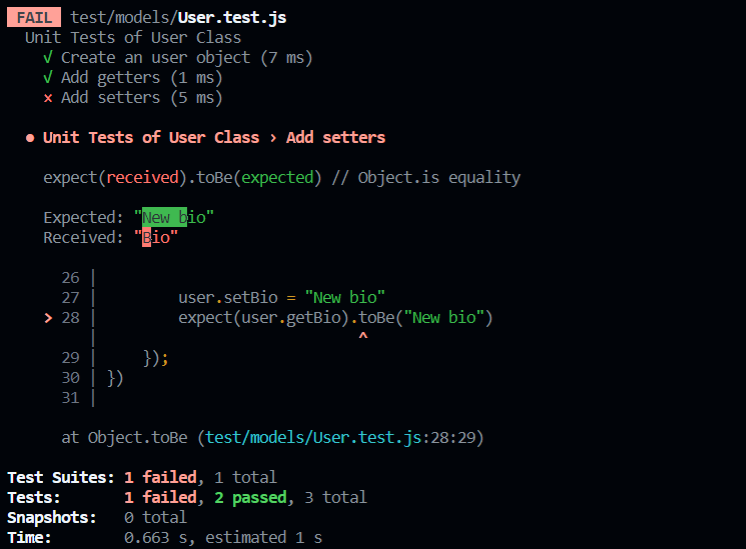 FAIL test/models/User.test.js
Unit Tests of User Class
√ Create an user object (7 ms)
√ Add getters (1 ms)
× Add setters (5 ms)
● Unit Tests of User Class › Add setters
expect(received).toBe(expected) // Object.is equality
Expected: "New bio"
Received: "Bio"
26 |
27 | user.setBio = "New bio"
> 28 | expect(user.getBio).toBe("New bio")
| ^
29 | });
30 | })
31 |
at Object.toBe (test/models/User.test.js:28:29)
Test Suites: 1 failed, 1 total
Tests: 1 failed, 2 passed, 3 total
Snapshots: 0 total
Time: 0.663 s, estimated 1 s